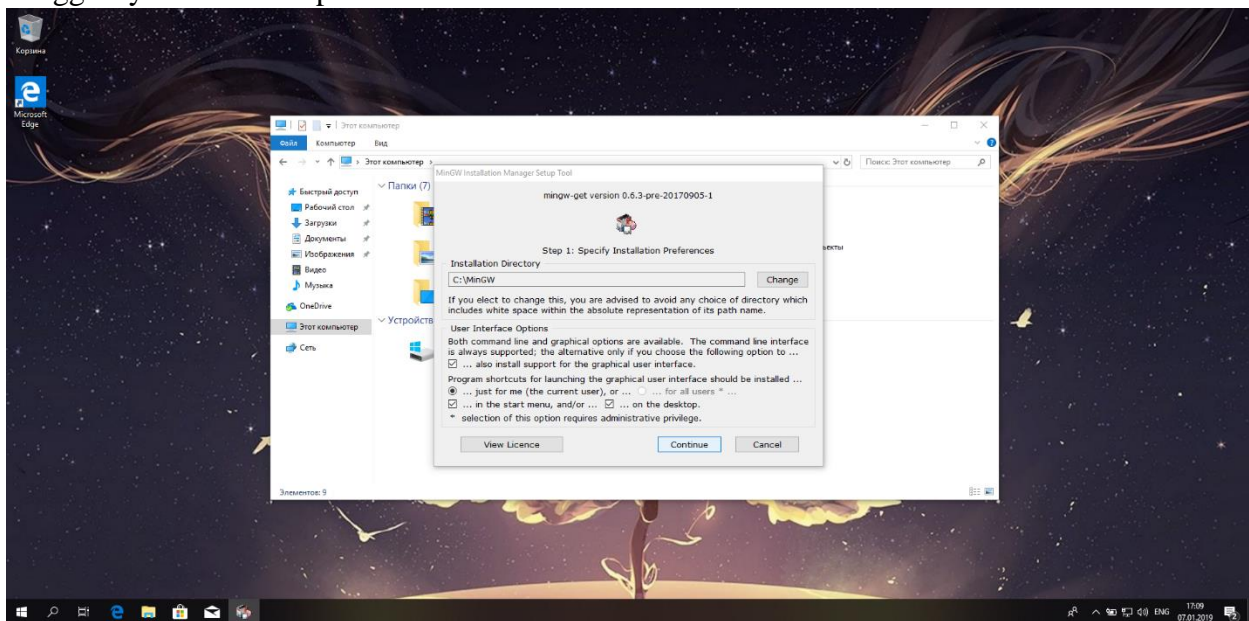 Корзина
Microsoft
Edge
Этот компьютер
Файл Компьютер Вид
Этот компьютер
Поиск: Этот компьютер
Быстрый доступ
Рабочий стол
Загрузки
Документы
Изображения
Видео
Музыка
OneDrive
Этот компьютер
Сеть
Папки (7)
Устройств
ъекты
MinGW Installation Manager Setup Tool
mingw-get version 0.6.3-pre-20170905-1
Step 1: Specify Installation Preferences
Installation Directory
C:\MinGW Change
If you elect to change this, you are advised to avoid any choice of directory which
includes white space within the absolute representation of its path name.
User Interface Options
Both command line and graphical options are available. The command line interface
is always supported; the alternative only if you choose the following option to ...
... also install support for the graphical user interface.
Program shortcuts for launching the graphical user interface should be installed ...
... just for me (the current user), or ... ... for all users * ...
... in the start menu, and/or ... ... on the desktop.
* selection of this option requires administrative privilege.
View Licence Continue Cancel
Элементов: 9
ENG
17:09
07.01.2019